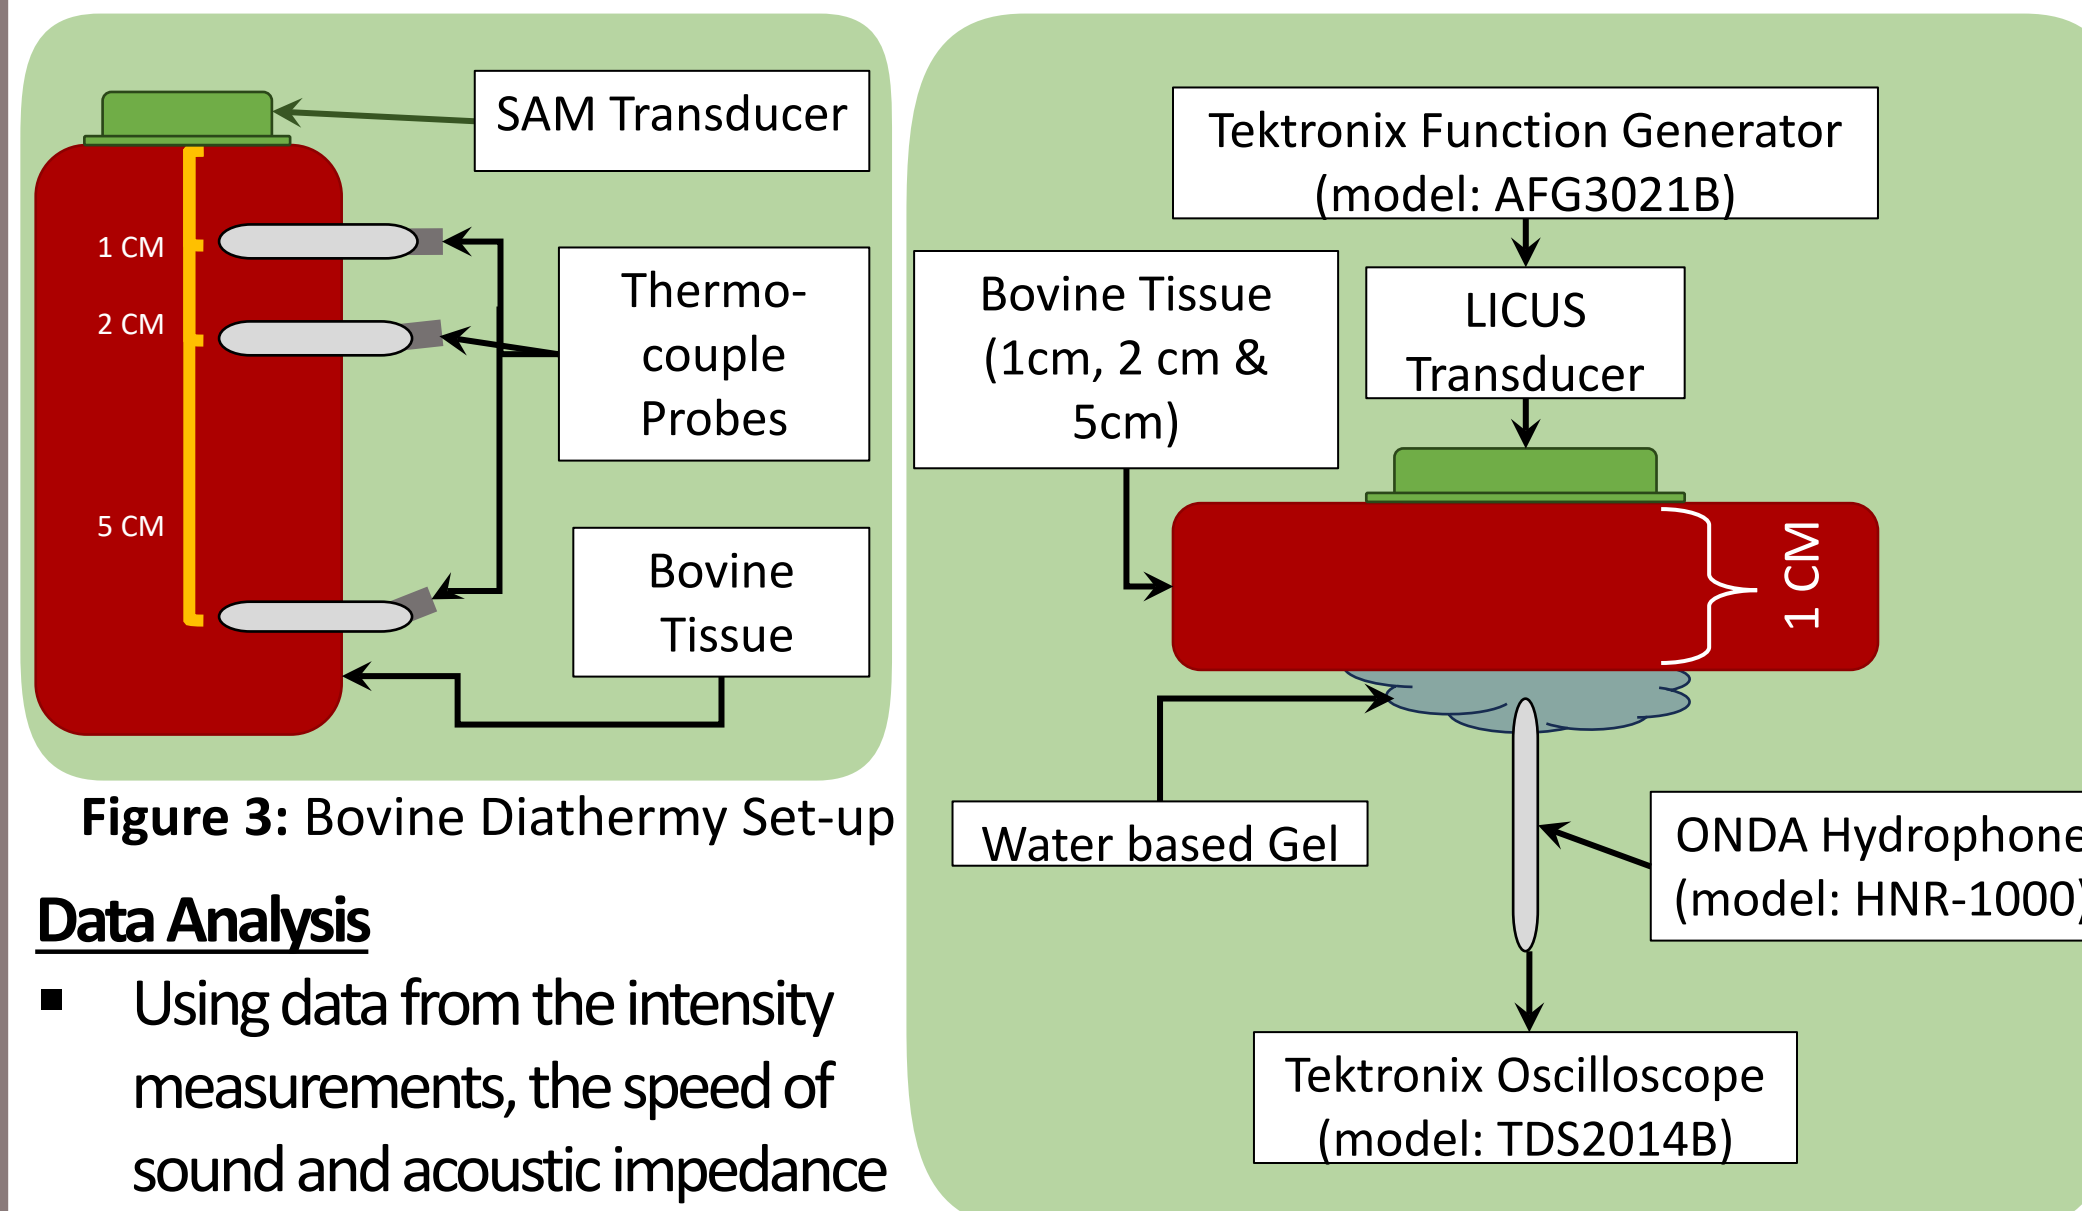 SAM Transducer
1 CM
2 CM
5 CM
Thermo-
couple
Probes
Bovine
Tissue
Figure 3: Bovine Diathermy Set-up
Data Analysis
▪ Using data from the intensity
measurements, the speed of
sound and acoustic impedance
Tektronix Function Generator
(model: AFG3021B)
Bovine Tissue
(1cm, 2 cm &
5cm)
LICUS
Transducer
1 CM
Water based Gel
ONDA Hydrophone
(model: HNR-1000)
Tektronix Oscilloscope
(model: TDS2014B)